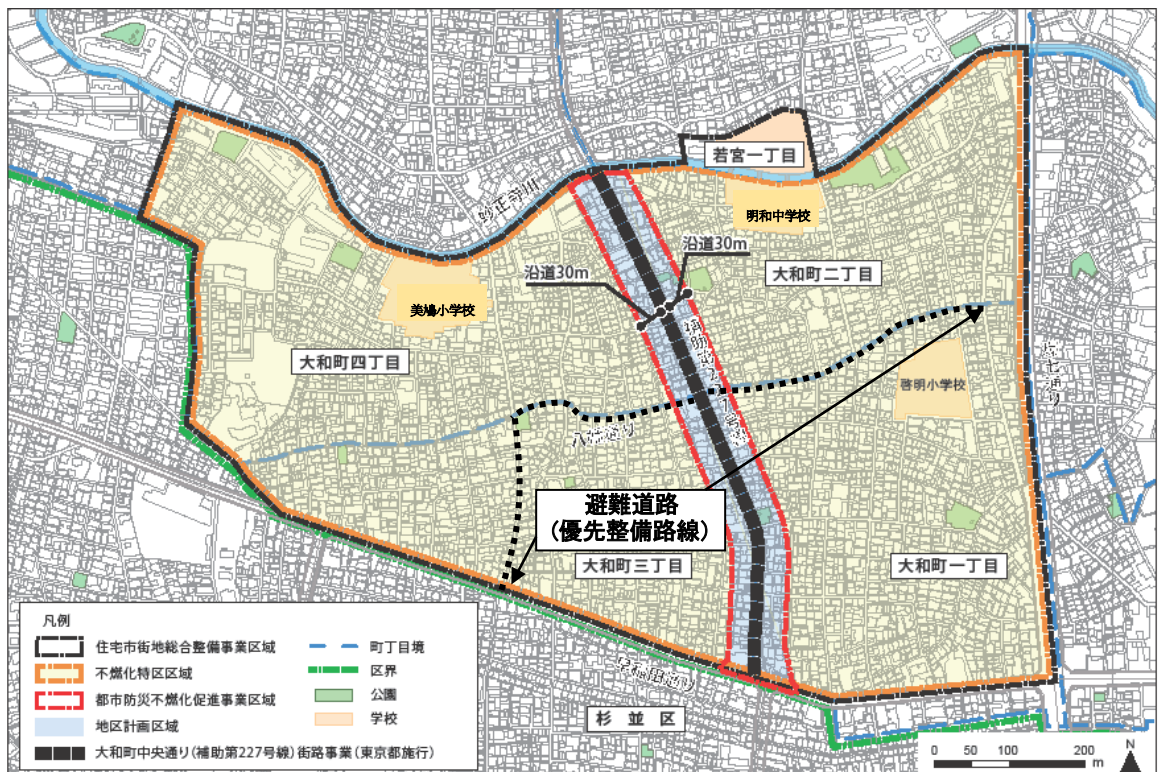 若宮一丁目
妙正寺川
明和中学校
沿道30m
沿道30m
大和町二丁目
美鳩小学校
大和町四丁目
補助第227号線
啓明小学校
八幡通り
避難道路
(優先整備路線)
大和町三丁目
大和町一丁目
早稲田通り
杉並区
凡例
住宅市街地総合整備事業区域
不燃化特区区域
都市防災不燃化促進事業区域
地区計画区域
大和町中央通り(補助第227号線)街路事業(東京都施行)
町丁目境
区界
公園
学校
0 50 100 200
m
N